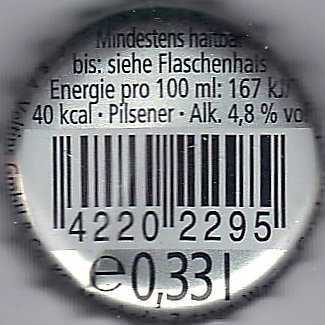 Mindestens haltbar
bis: siehe Flaschenhals
Energie pro 100 ml: 167 kJ/
40 kcal · Pilsener · Alk. 4,8 % vol
4220 2295
e 0,33 l